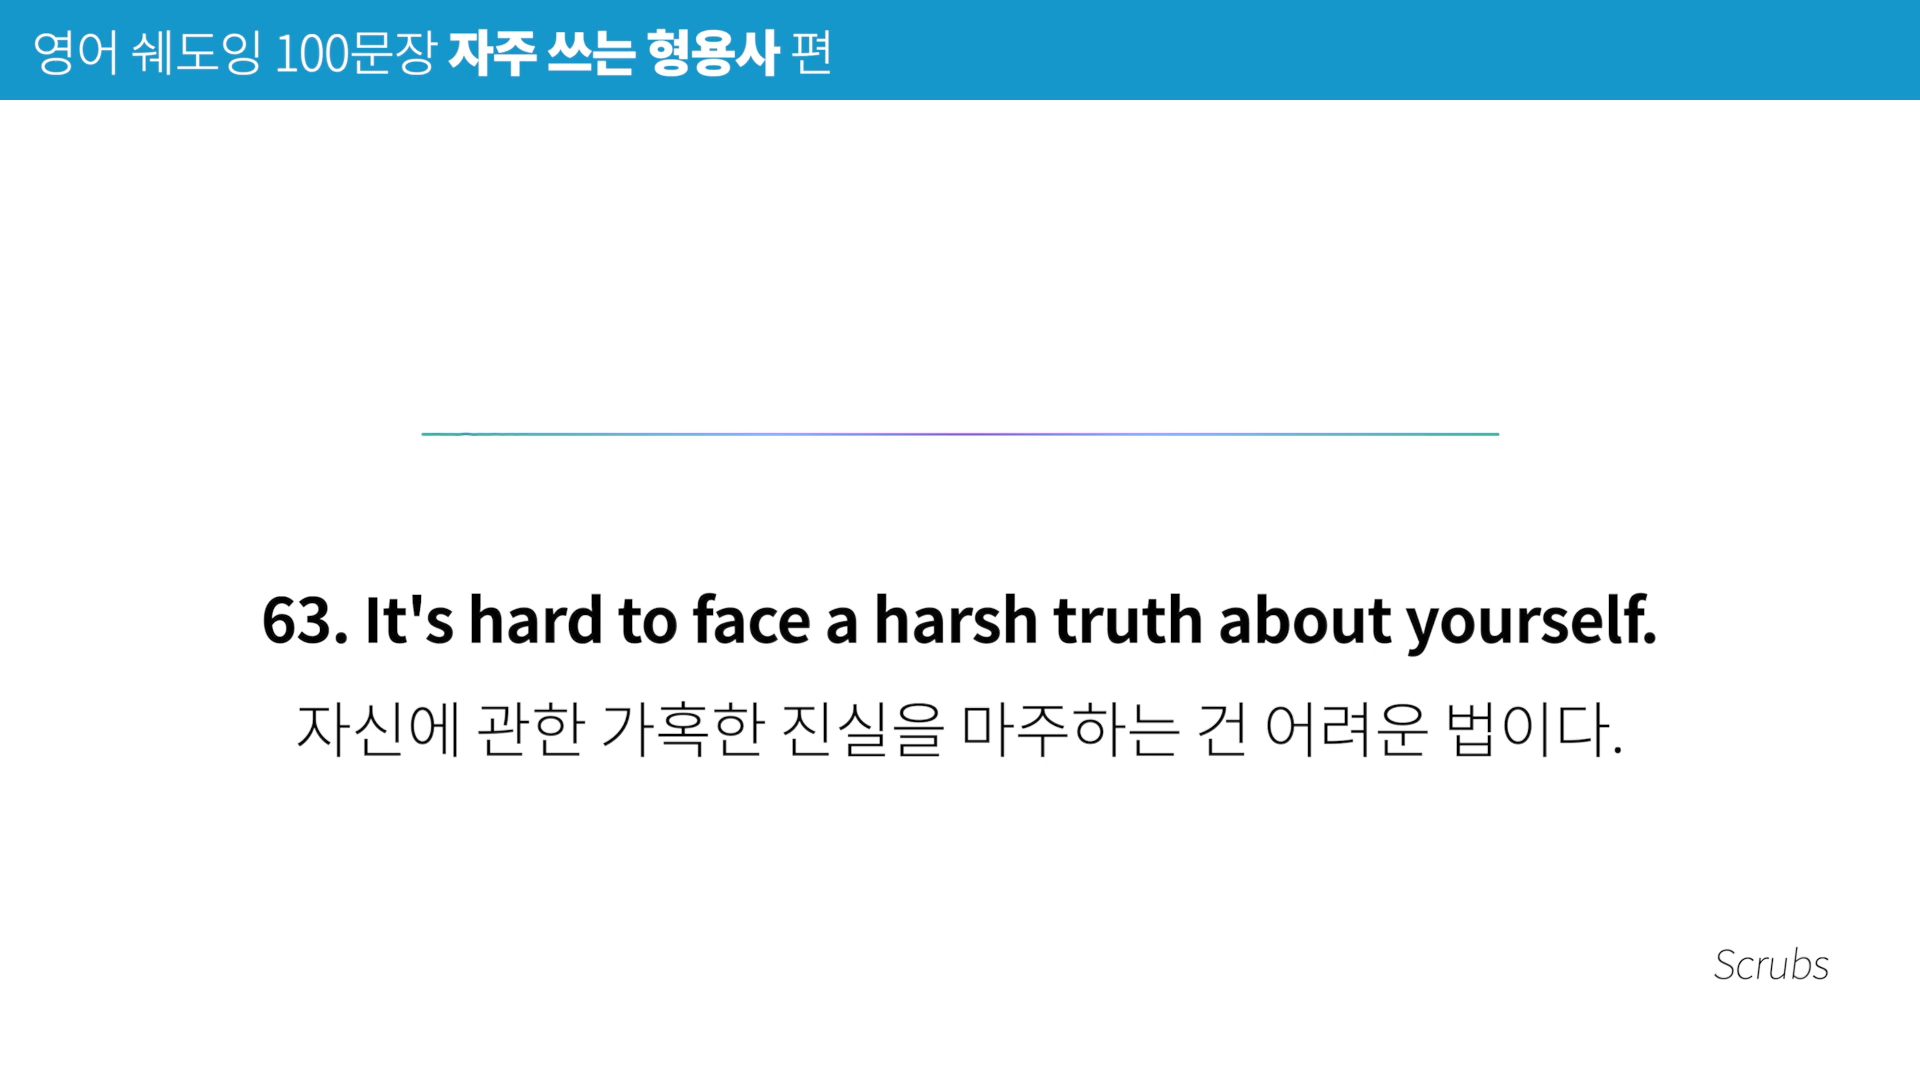 영어 쉐도잉 100문장 자주 쓰는 형용사 편
63. It's hard to face a harsh truth about yourself.
자신에 관한 가혹한 진실을 마주하는 건 어려운 법이다.
Scrubs